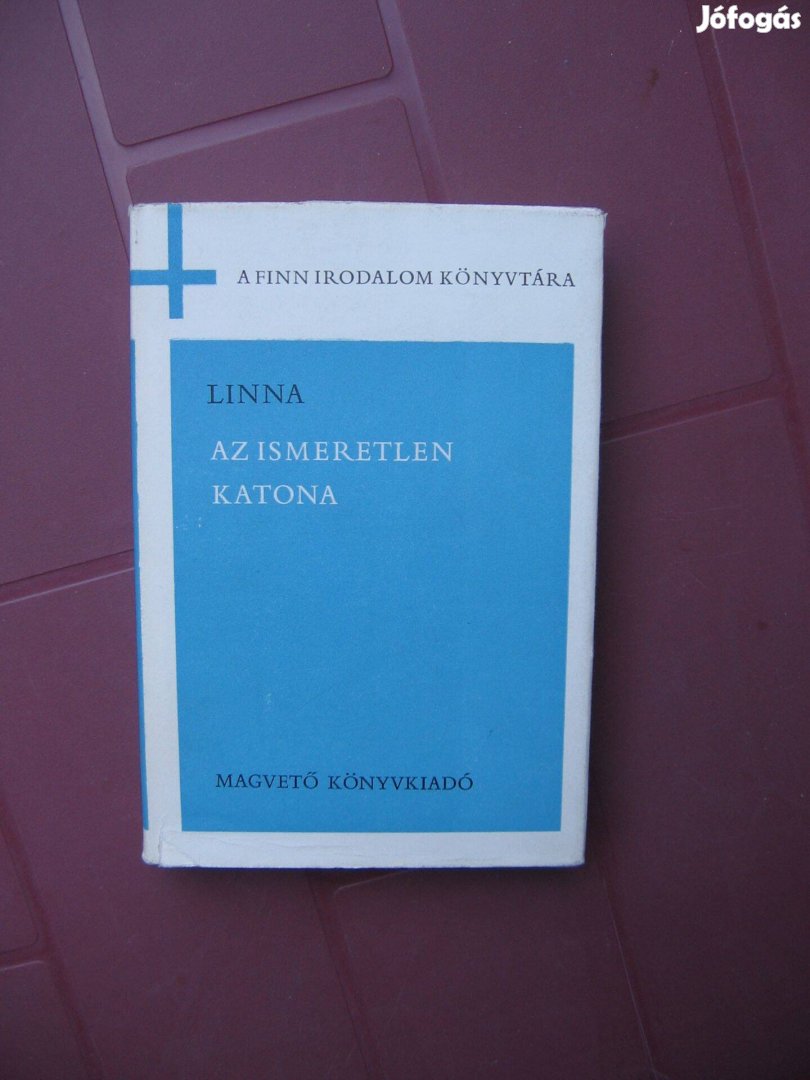 Jófogás
A FINN IRODALOM KÖNYVTÁRA
LINNA
AZ ISMERETLEN
KATONA
MAGVETŐ KÖNYVKIADÓ